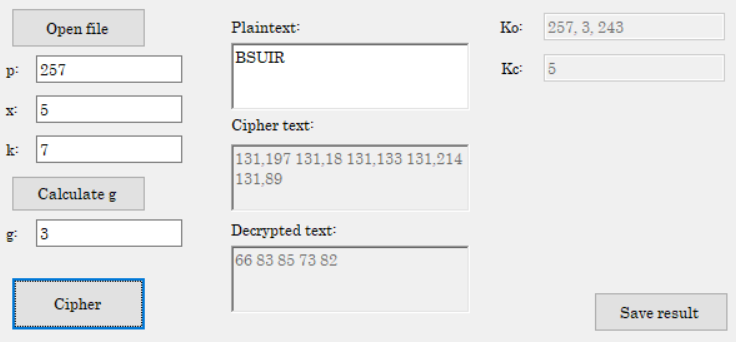 Open file
p: 257
x: 5
k: 7
Calculate g
g: 3
Cipher
Plaintext:
BSUIR
Cipher text:
131,197 131,18 131,133 131,214
131,89
Decrypted text:
66 83 85 73 82
Ko: 257, 3, 243
Kc: 5
Save result